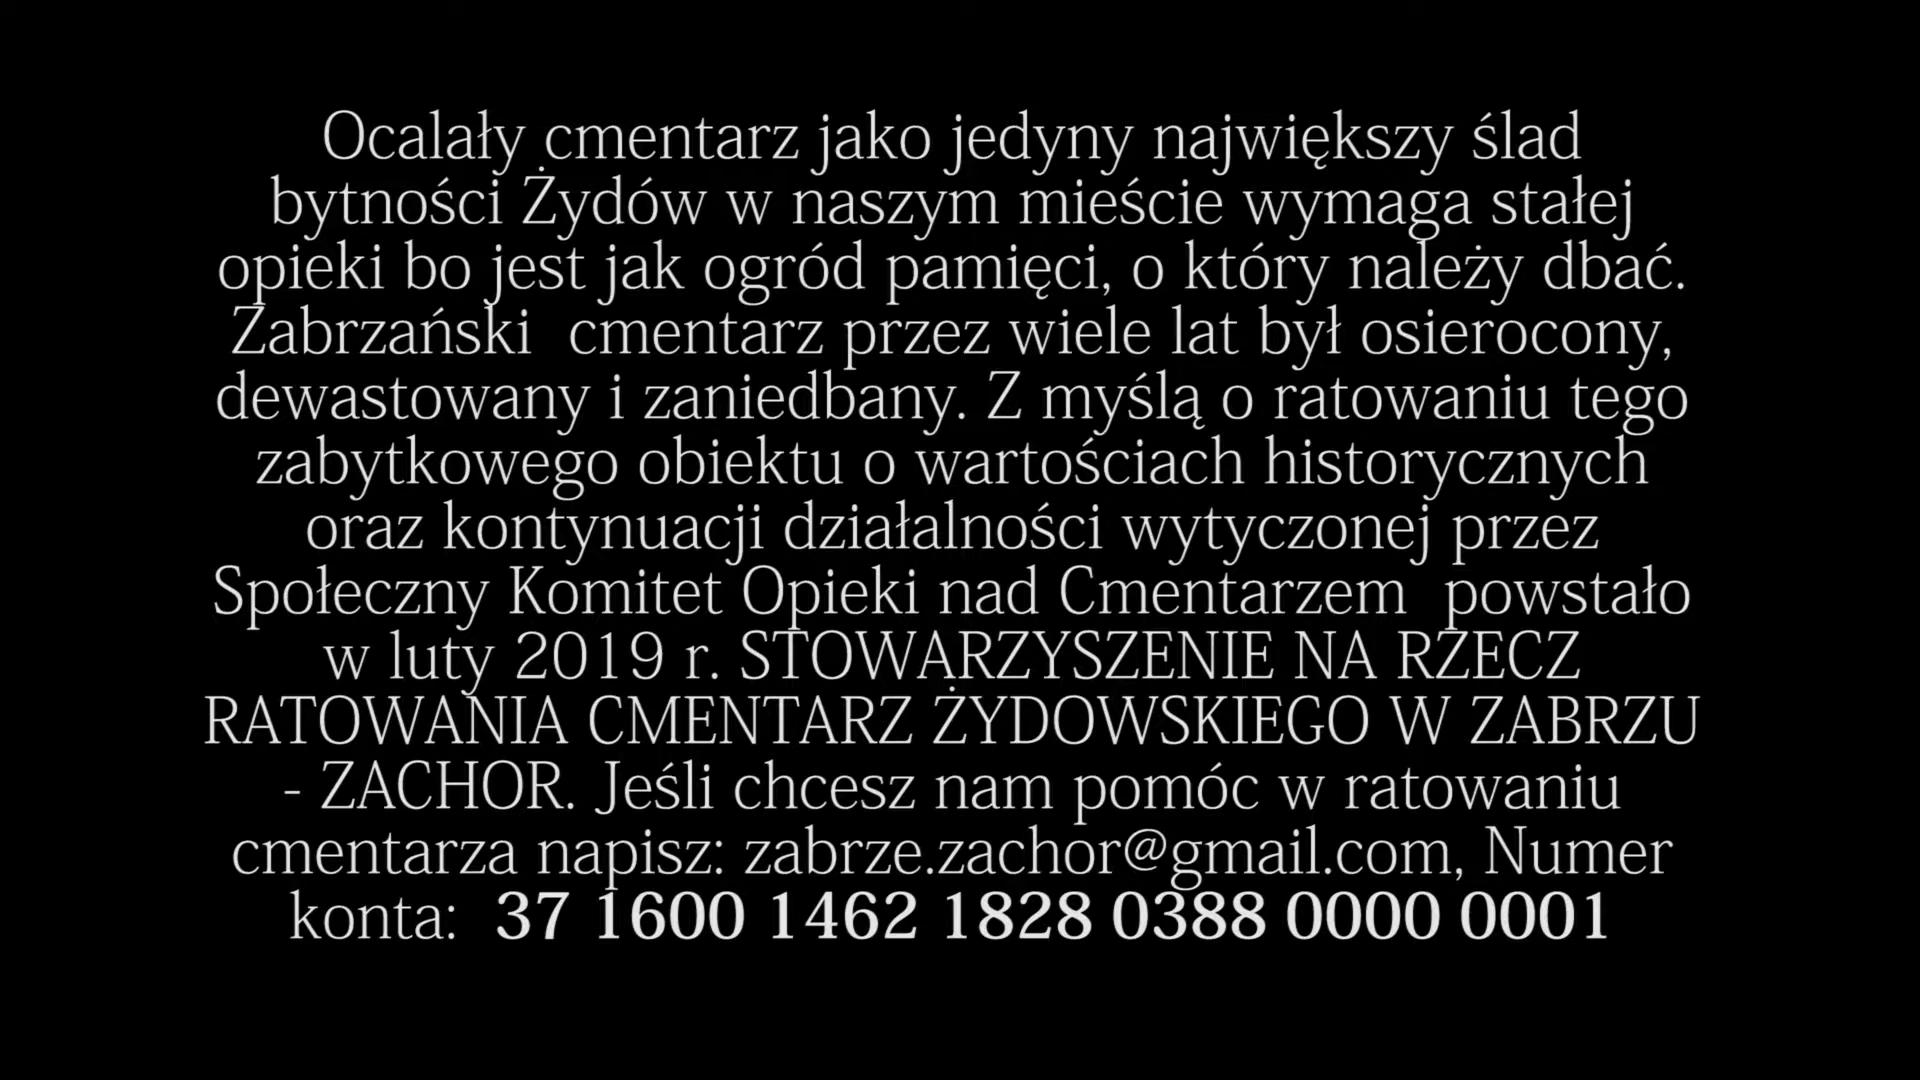 Ocalały cmentarz jako jedyny największy ślad
bytności Żydów w naszym mieście wymaga stałej
opieki bo jest jak ogród pamięci, o który należy dbać.
Zabrzański  cmentarz przez wiele lat był osierocony,
dewastowany i zaniedbany. Z myślą o ratowaniu tego
zabytkowego obiektu o wartościach historycznych
oraz kontynuacji działalności wytyczonej przez
Społeczny Komitet Opieki nad Cmentarzem  powstało
w luty 2019 r. STOWARZYSZENIE NA RZECZ
RATOWANIA CMENTARZ ŻYDOWSKIEGO W ZABRZU
- ZACHOR. Jeśli chcesz nam pomóc w ratowaniu
cmentarza napisz: zabrze.zachor@gmail.com, Numer
konta:  37 1600 1462 1828 0388 0000 0001